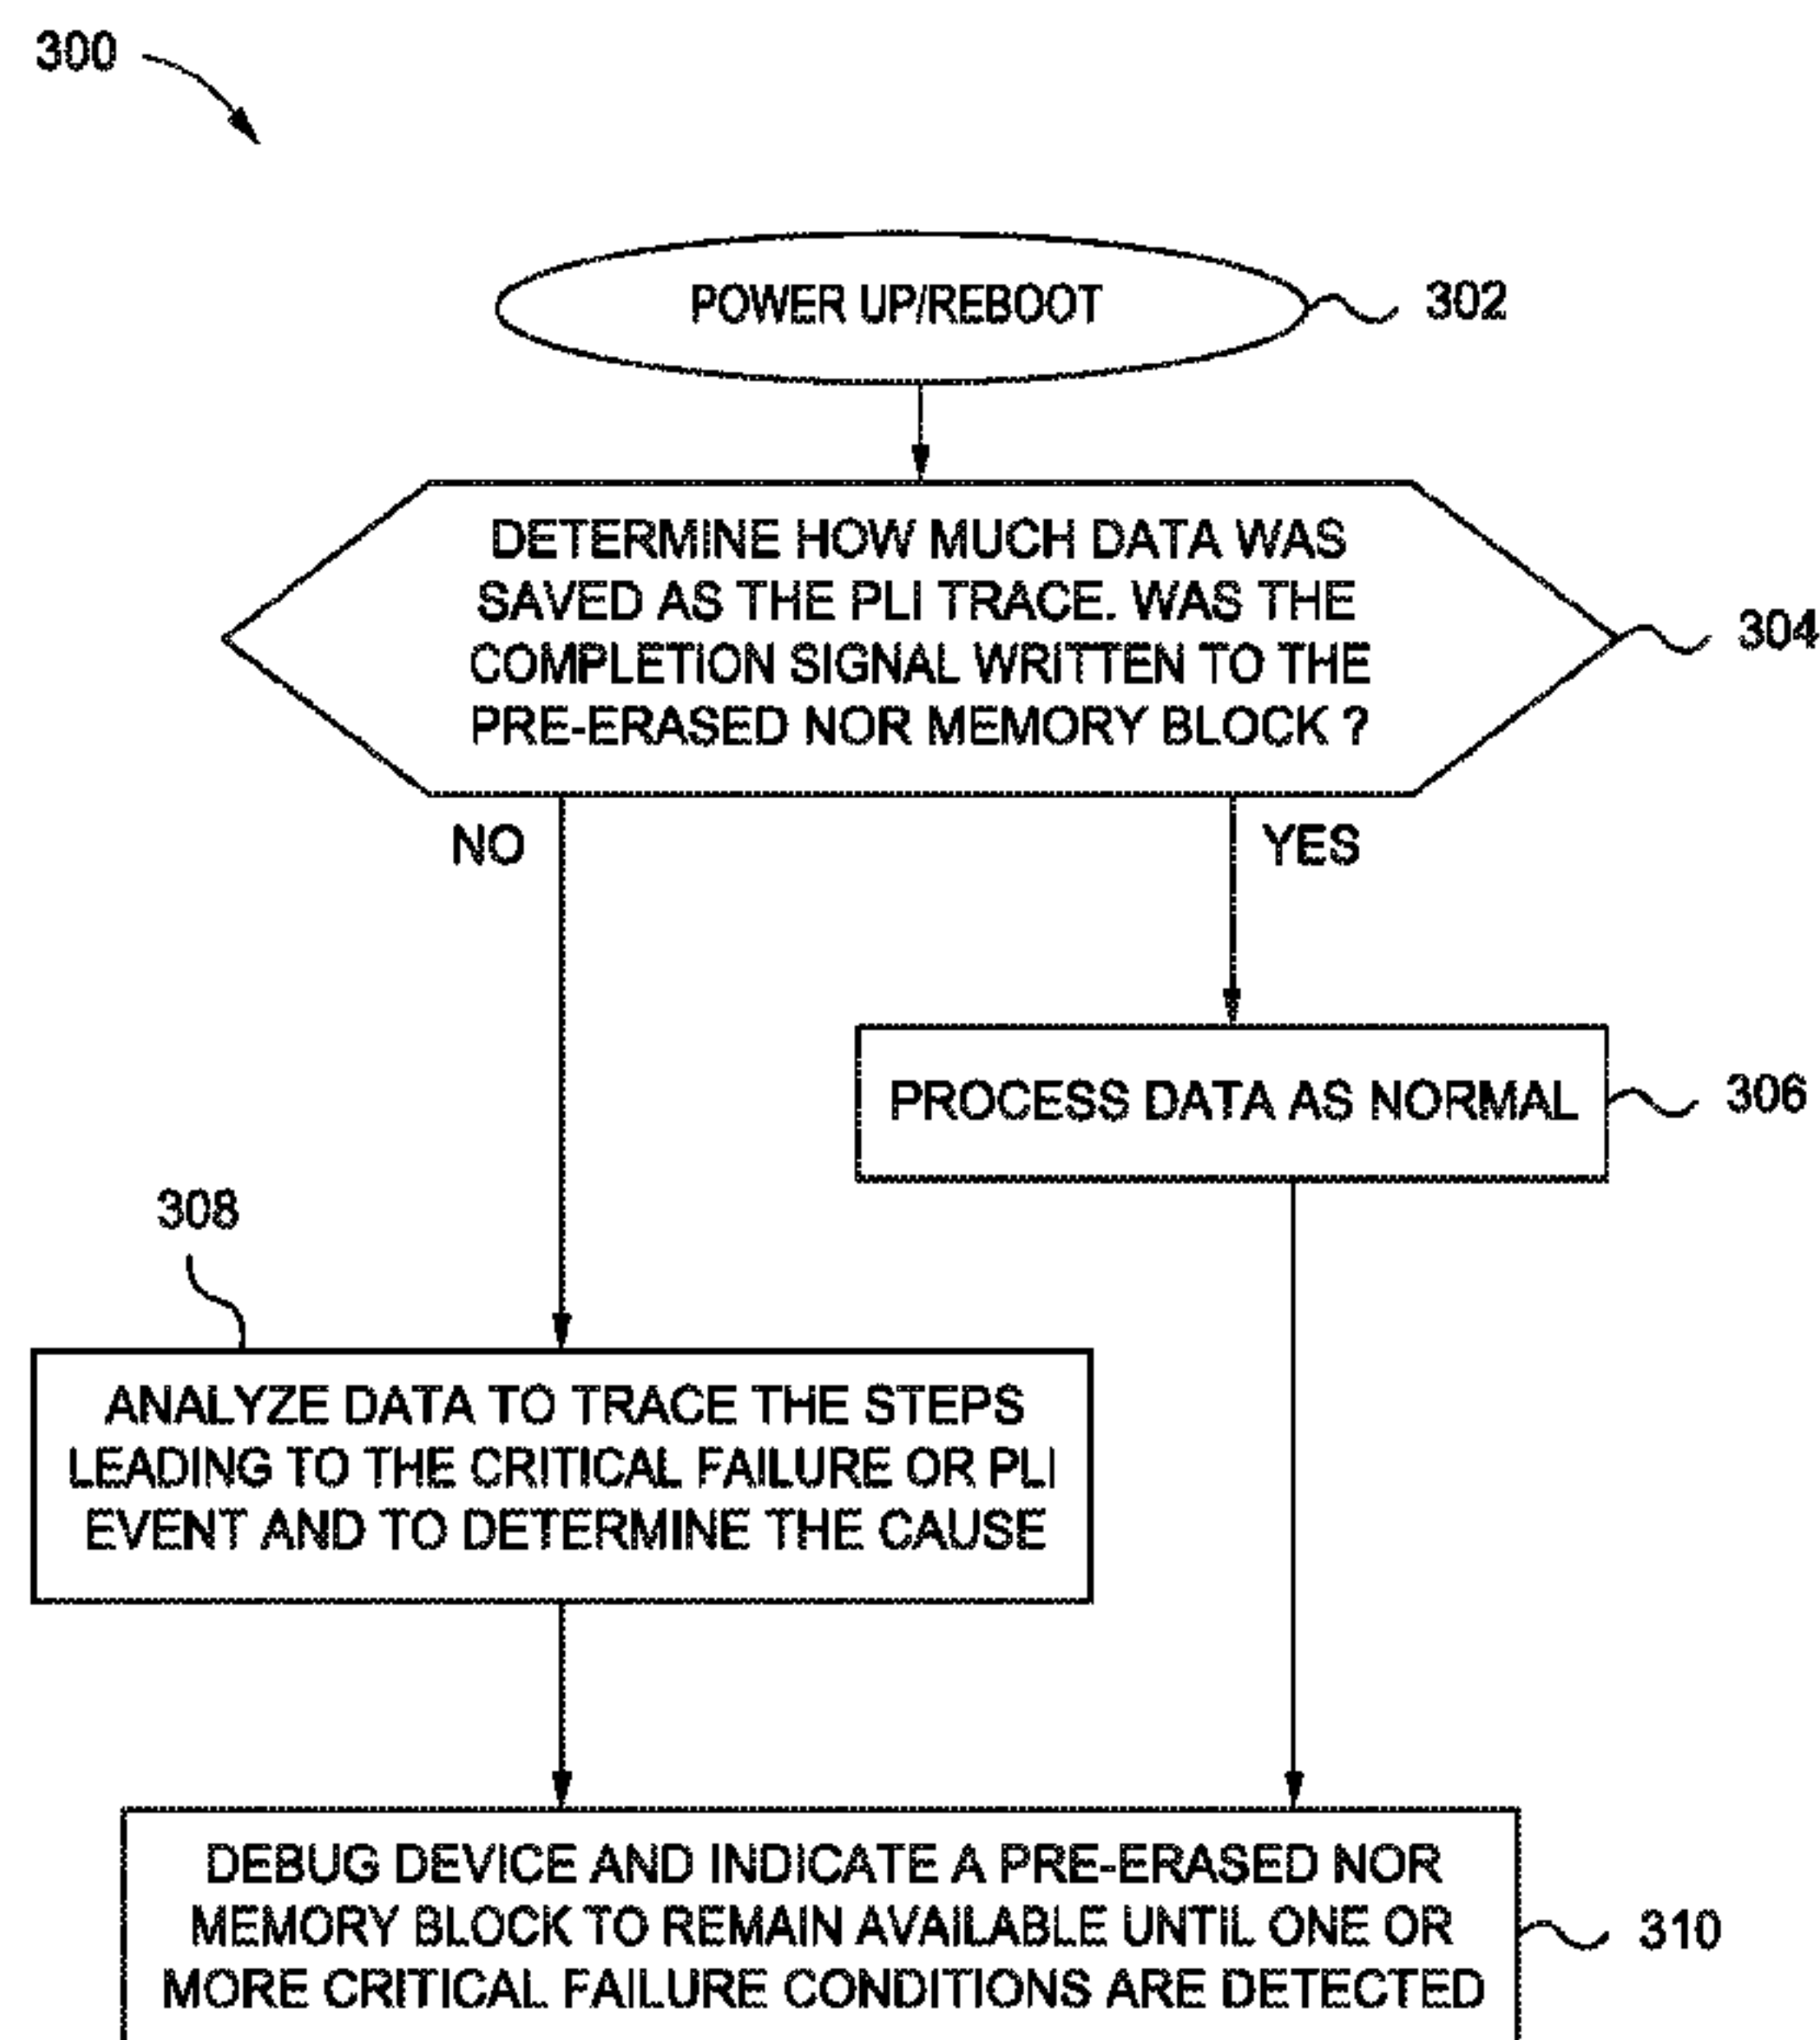 300
POWER UP/REBOOT
302
DETERMINE HOW MUCH DATA WAS
SAVED AS THE PLI TRACE. WAS THE
COMPLETION SIGNAL WRITTEN TO THE
PRE-ERASED NOR MEMORY BLOCK ?
304
NO
YES
PROCESS DATA AS NORMAL
306
308
ANALYZE DATA TO TRACE THE STEPS
LEADING TO THE CRITICAL FAILURE OR PLI
EVENT AND TO DETERMINE THE CAUSE
DEBUG DEVICE AND INDICATE A PRE-ERASED NOR
MEMORY BLOCK TO REMAIN AVAILABLE UNTIL ONE OR
MORE CRITICAL FAILURE CONDITIONS ARE DETECTED
310